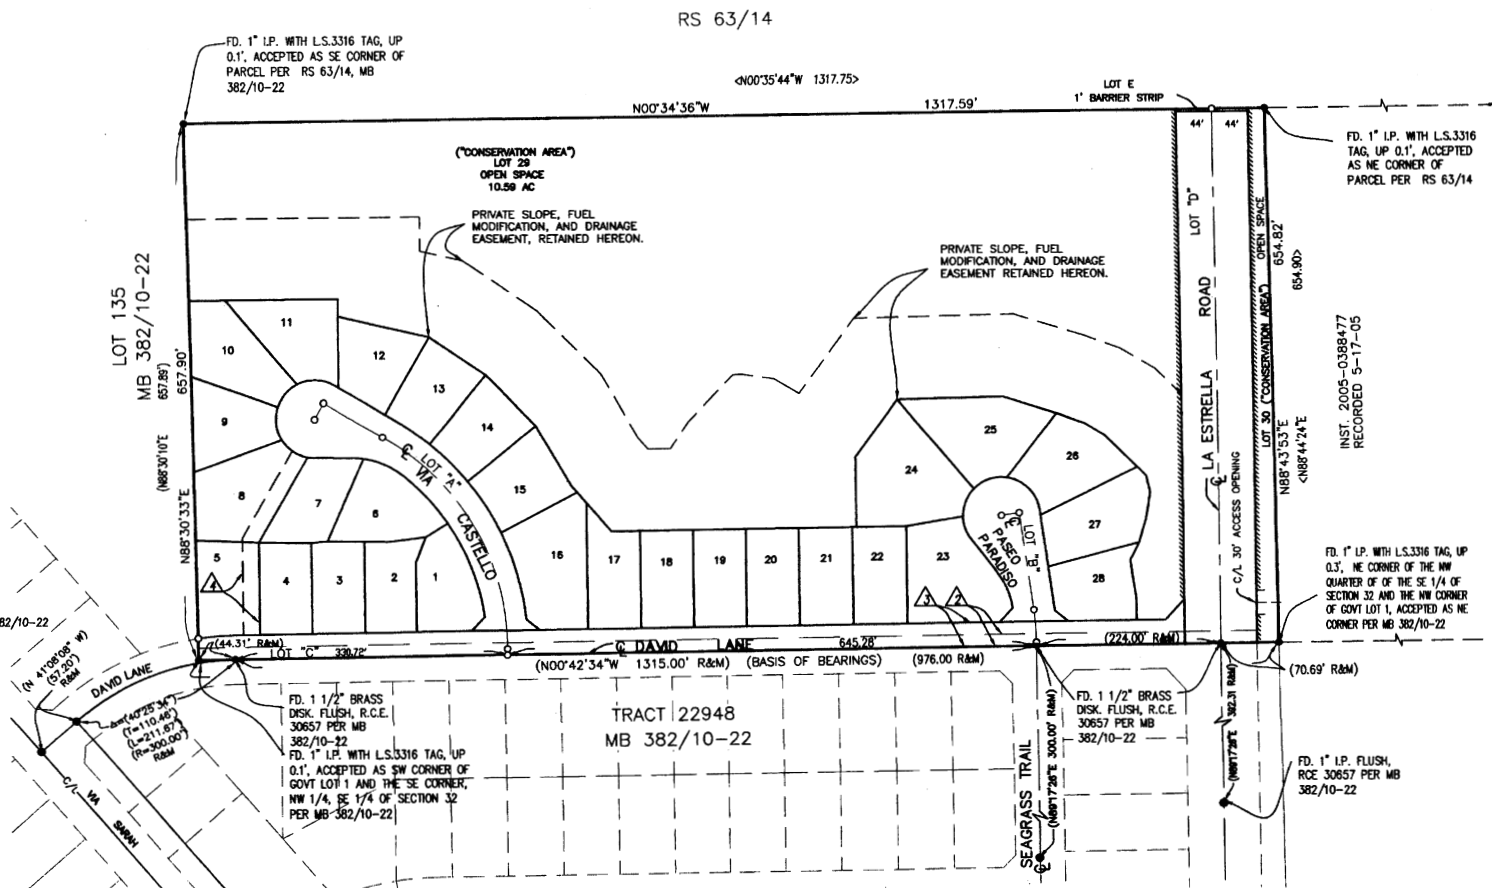 RS 63/14
FD. 1" I.P. WITH L.S.3316 TAG, UP
0.1', ACCEPTED AS SE CORNER OF
PARCEL PER RS 63/14, MB
382/10-22
<N00°35'44"W 1317.75>
N00°34'36"W
1317.59'
LOT E
1' BARRIER STRIP
44'
44'
FD. 1" I.P. WITH L.S.3316
TAG, UP 0.1', ACCEPTED
AS NE CORNER OF
PARCEL PER RS 63/14
("CONSERVATION AREA")
LOT 29
OPEN SPACE
10.59 AC
PRIVATE SLOPE, FUEL
MODIFICATION, AND DRAINAGE
EASEMENT, RETAINED HEREON.
PRIVATE SLOPE, FUEL
MODIFICATION, AND DRAINAGE
EASEMENT RETAINED HEREON.
LOT 135
MB 382/10-22
657.89')
657.90'
(N88°30'10"E
N88°30'33"E
LOT "D"
LA ESTRELLA ROAD
C/L 30' ACCESS OPENING
LOT 30 ("CONSERVATION AREA") OPEN SPACE
654.82'
654.90>
N88°43'53"E
<N88°44'24"E
INST. 2005-0388477
RECORDED 5-17-05
11
10
12
13
9
14
15
8
7
6
5
4
3
2
1
16
17
18
19
20
21
22
23
24
25
26
27
28
4
3
2
LOT "A"
℄ VIA
CASTELLO
℄
LOT "B"
PASEO
PARADISO
FD. 1" I.P. WITH L.S.3316 TAG, UP
0.3', NE CORNER OF THE NW
QUARTER OF OF THE SE 1/4 OF
SECTION 32 AND THE NW CORNER
OF GOVT LOT 1, ACCEPTED AS NE
CORNER PER MB 382/10-22
82/10-22
(44.31' R&M)
LOT "C"
330.72'
℄ DAVID LANE
645.28'
(224.00' R&M)
(N00°42'34"W 1315.00' R&M) (BASIS OF BEARINGS)
(976.00 R&M)
(70.69' R&M)
(N 41°08'08" W)
(57.20')
R&M
DAVID LANE
Δ=(40°25'34")
(T=110.46')
(L=211.67')
(R=300.00')
R&M
FD. 1 1/2" BRASS
DISK. FLUSH, R.C.E.
30657 PER MB
382/10-22
FD. 1" I.P. WITH L.S.3316 TAG, UP
0.1', ACCEPTED AS SW CORNER OF
GOVT LOT 1 AND THE SE CORNER,
NW 1/4, SE 1/4 OF SECTION 32
PER MB 382/10-22
TRACT 22948
MB 382/10-22
SEAGRASS TRAIL
(N89°17'26"E 300.00' R&M)
℄
FD. 1 1/2" BRASS
DISK. FLUSH, R.C.E.
30657 PER MB
382/10-22
(N89°17'26"E 382.31 R&M)
FD. 1" I.P. FLUSH,
RCE 30657 PER MB
382/10-22
C/L VIA SARAH